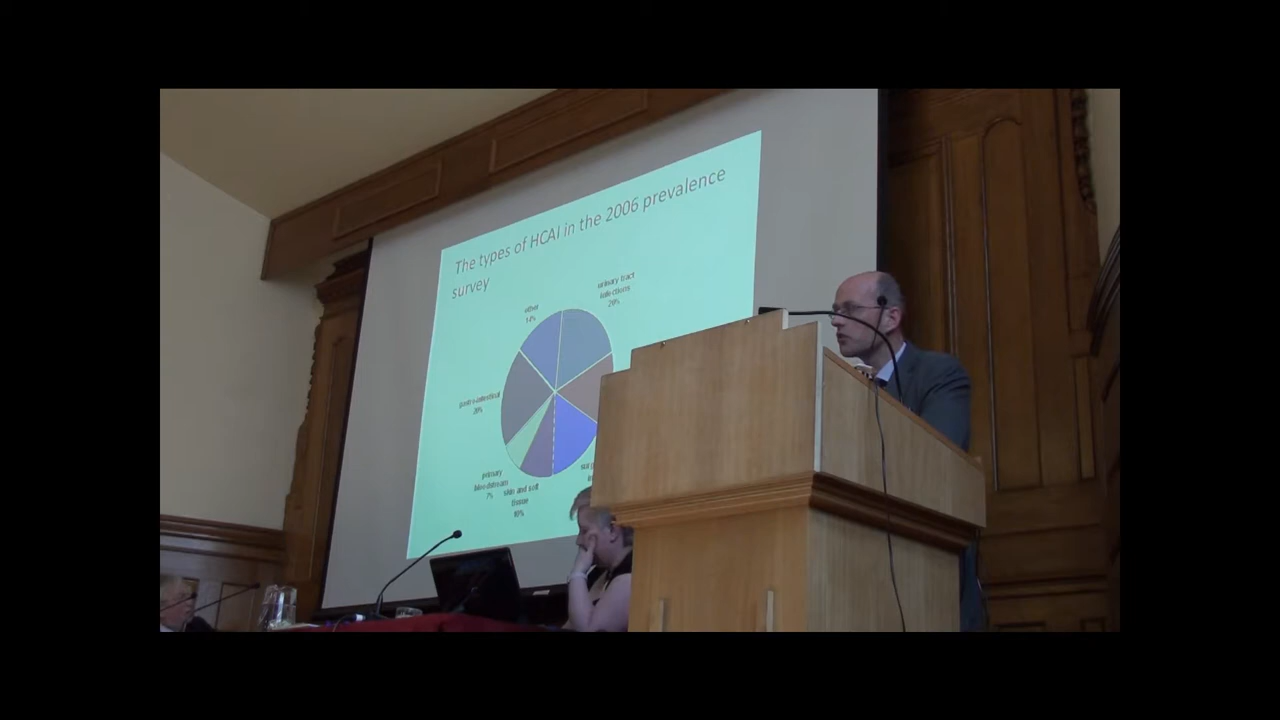 The types of HCAI in the 2006 prevalence
survey
urinary tract
infections
20%
other
14%
gastro-intestinal
20%
primary
bloodstream
7%
skin and soft
tissue
10%
surg